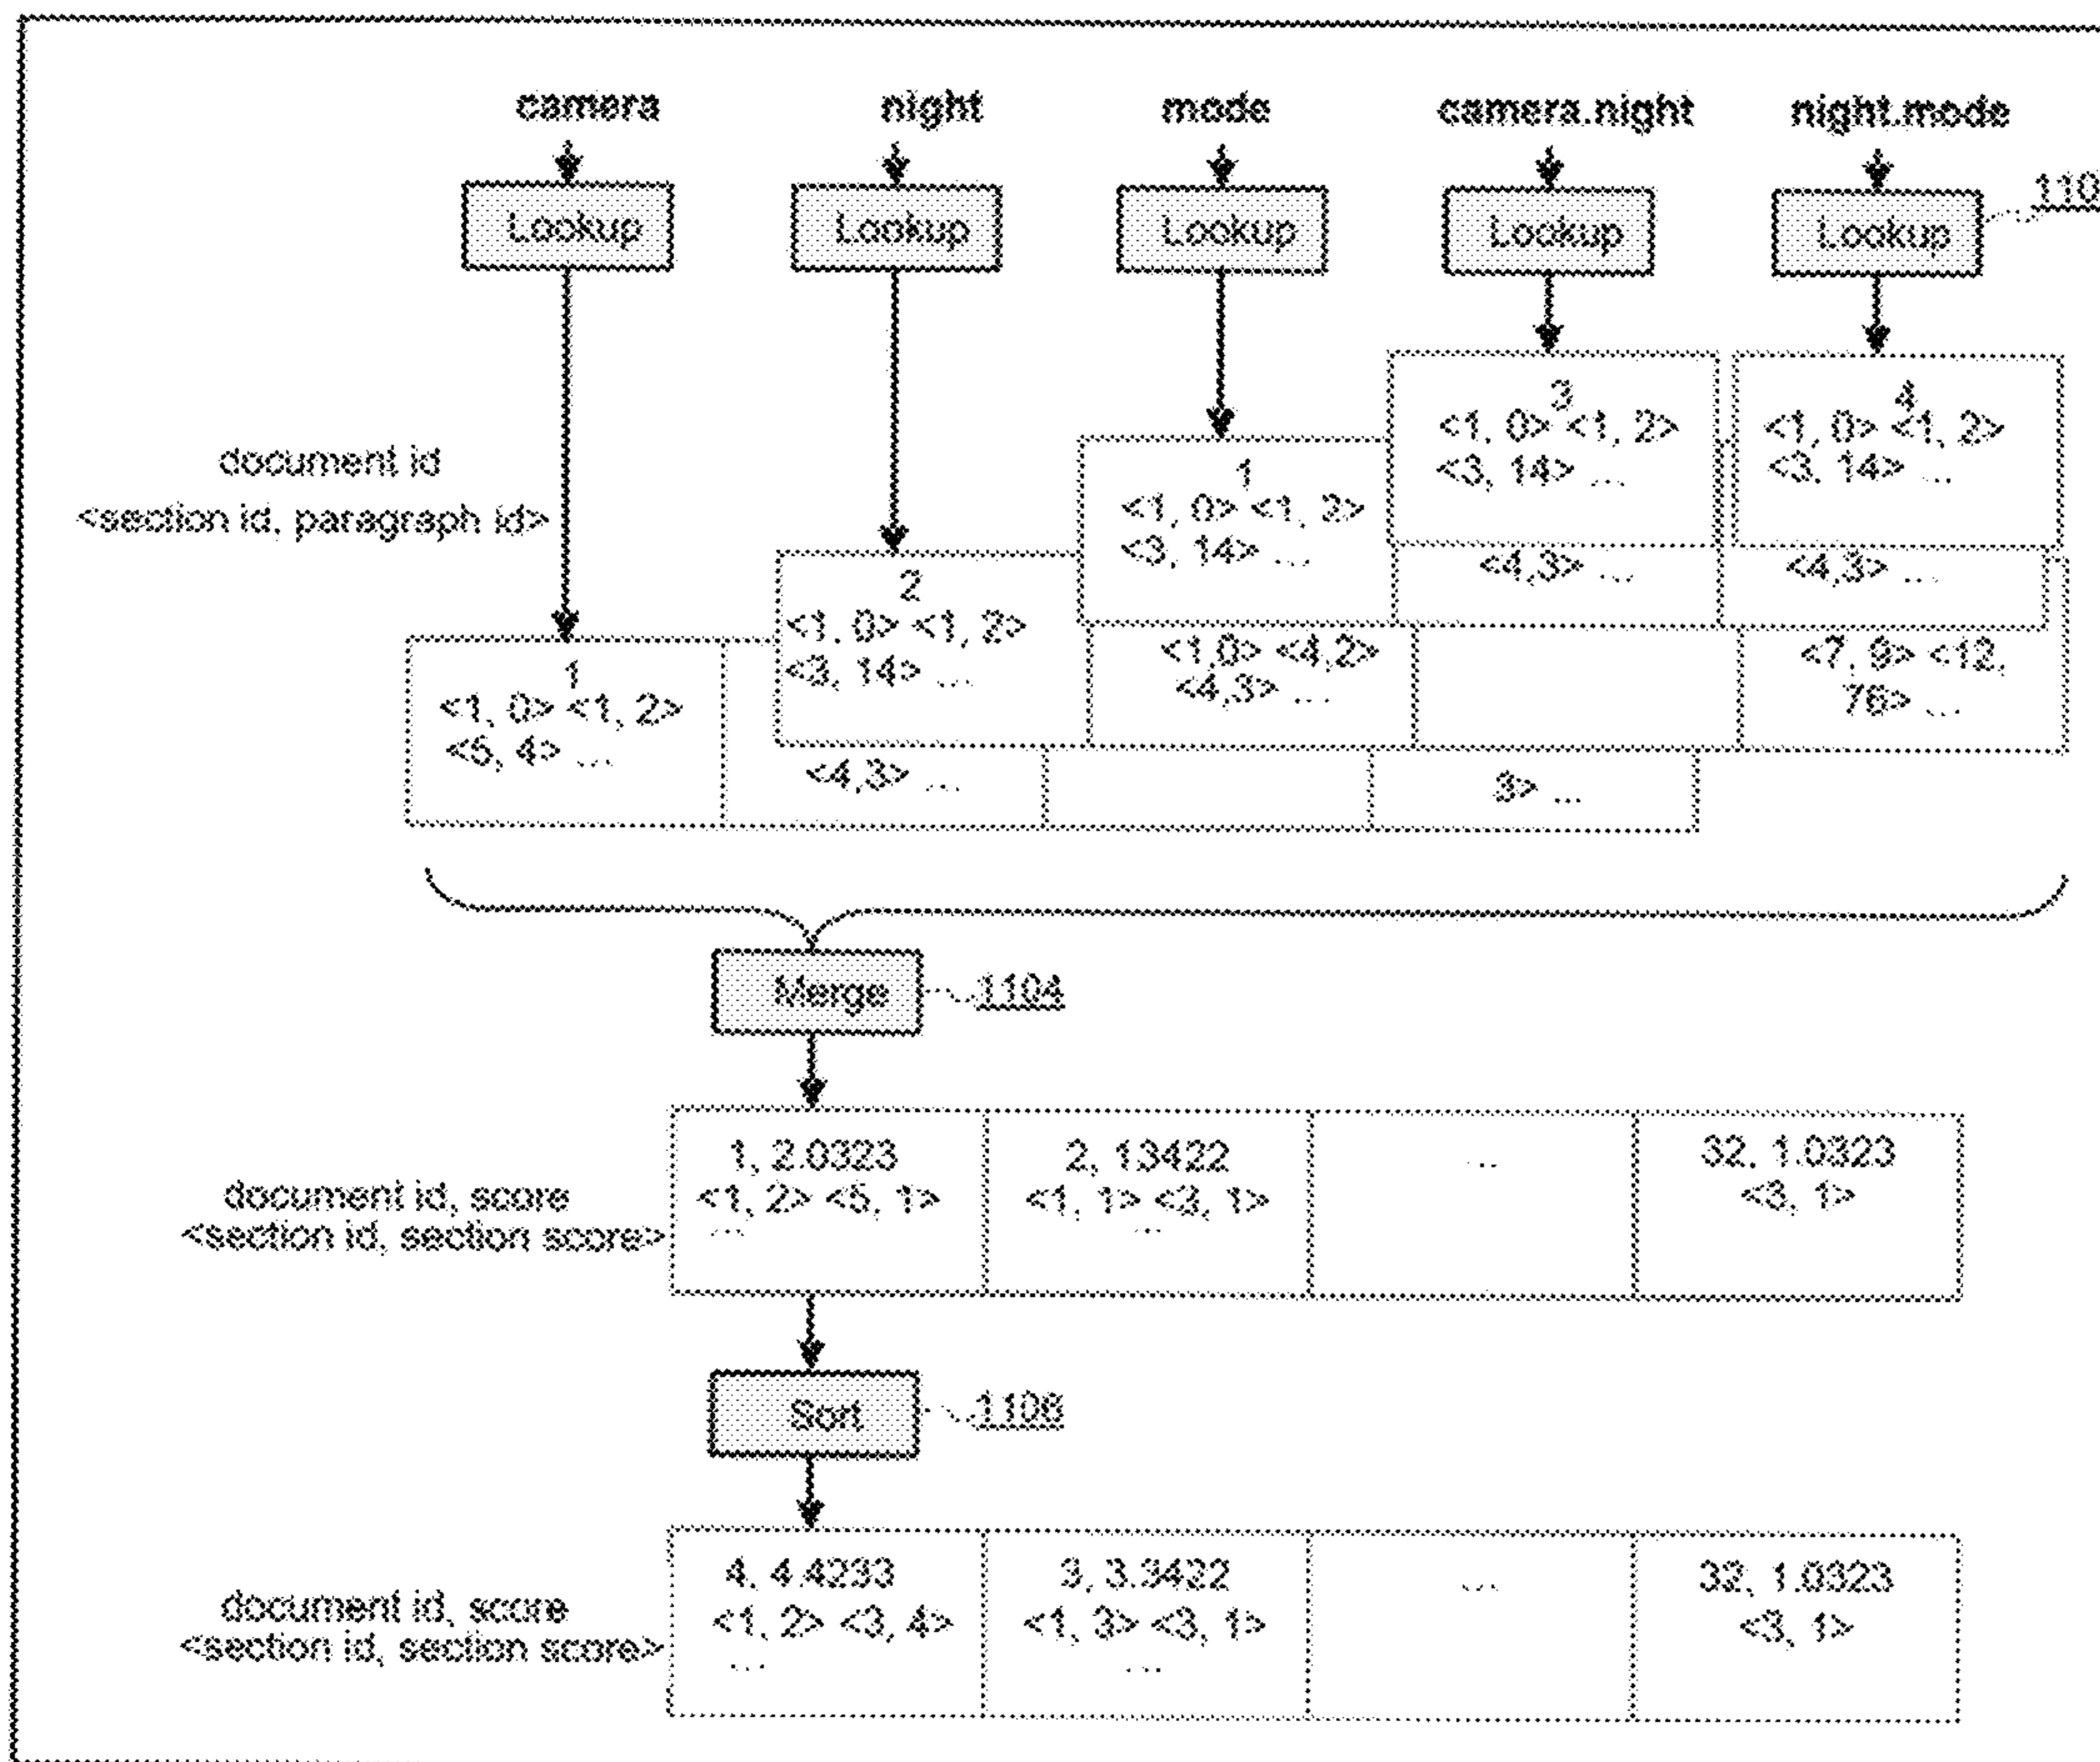 camera night mode camera.night night.mode
Lookup Lookup Lookup Lookup Lookup
110
document id
<section id, paragraph id>
3
<1, 0> <1, 2>
<3, 14> ...
4
<1, 0> <1, 2>
<3, 14> ...
1
<1, 0> <1, 2>
<3, 14> ...
<4,3> ...
<4,3> ...
2
<1, 0> <1, 2>
<3, 14> ...
<1,0> <4,2>
<4,3> ...
<7, 9> <12,
76> ...
1
<1, 0> <1, 2>
<5, 4> ...
<4,3> ...
3> ...
Merge 1104
document id, score
<section id, section score>
1, 2.0323
<1, 2> <5, 1>
...
2, 13422
<1, 1> <3, 1>
...
...
32, 1.0323
<3, 1>
Sort 1106
document id, score
<section id, section score>
4, 4.4233
<1, 2> <3, 4>
...
3, 3.3422
<1, 3> <3, 1>
...
...
32, 1.0323
<3, 1>